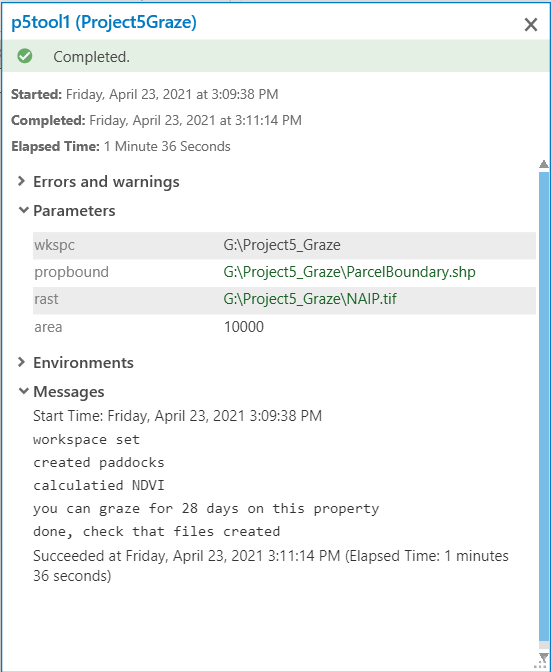 p5tool1 (Project5Graze)
Completed.
Started: Friday, April 23, 2021 at 3:09:38 PM
Completed: Friday, April 23, 2021 at 3:11:14 PM
Elapsed Time: 1 Minute 36 Seconds
Errors and warnings
Parameters
wkspc G:\Project5_Graze
propbound G:\Project5_Graze\ParcelBoundary.shp
rast G:\Project5_Graze\NAIP.tif
area 10000
Environments
Messages
Start Time: Friday, April 23, 2021 3:09:38 PM
workspace set
created paddocks
calculatied NDVI
you can graze for 28 days on this property
done, check that files created
Succeeded at Friday, April 23, 2021 3:11:14 PM (Elapsed Time: 1 minutes
36 seconds)